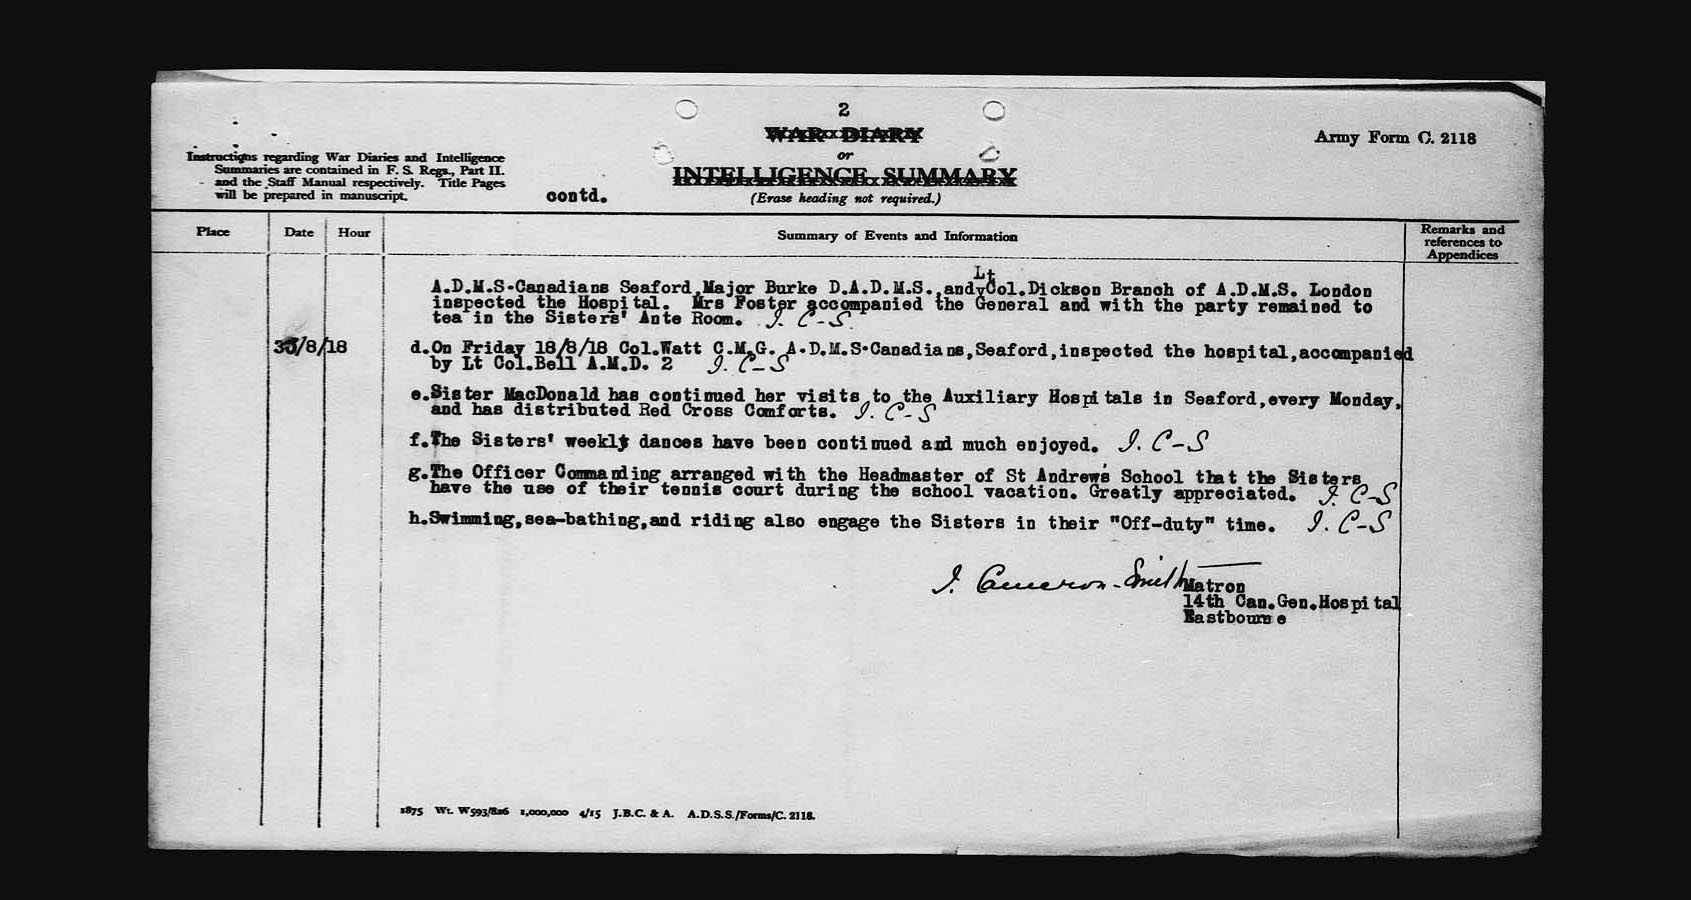 2
WAR DIARY
or
INTELLIGENCE SUMMARY
(Erase heading not required.)
Army Form C. 2118
Instructions regarding War Diaries and Intelligence
Summaries are contained in F. S. Regs., Part II.
and the Staff Manual respectively. Title Pages
will be prepared in manuscript.
contd.
Place
Date
Hour
Summary of Events and Information
Remarks and
references to
Appendices
Lt
A.D.M.S.Canadians Seaford,Major Burke D.A.D.M.S.,and Col.Dickson Branch of A.D.M.S. London
inspected the Hospital. Mrs Foster accompanied the General and with the party remained to
tea in the Sisters' Ante Room. I. C-S
/8/18
d.On Friday 18/8/18 Col.Watt C.M.G. A.D.M.S.Canadians,Seaford,inspected the hospital,accompanied
by Lt Col.Bell A.M.D. 2 I. C-S
e.Sister MacDonald has continued her visits to the Auxiliary Hospitals in Seaford,every Monday,
and has distributed Red Cross Comforts. I. C-S
f.The Sisters' weekly dances have been continued and much enjoyed. I. C-S
g.The Officer Commanding arranged with the Headmaster of St Andrew's School that the Sisters
have the use of their tennis court during the school vacation. Greatly appreciated. I. C-S
h.Swimming,sea-bathing,and riding also engage the Sisters in their "Off-duty" time. I. C-S
I. Cameron-Smith
Matron
14th Can.Gen.Hospital
Eastbourne
1875 Wt. W593/826 1,000,000 4/15 J.B.C. & A. A.D.S.S./Forms/C. 2118.